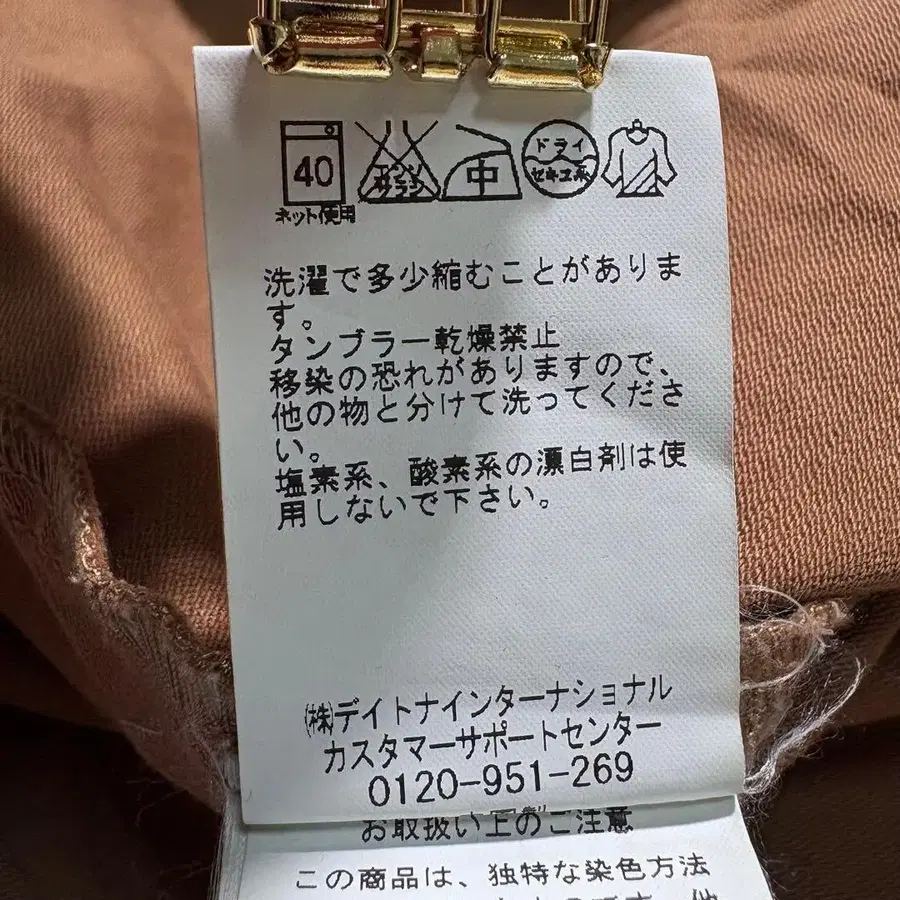 40
ネット使用
エンソ
サラシ
中
ドライ
セキユ系
洗濯で多少縮むことがありま
す。
タンブラー乾燥禁止
移染の恐れがありますので、
他の物と分けて洗ってくださ
い。
塩素系、酸素系の漂白剤は使
用しないで下さい。
㈱デイトナインターナショナル
カスタマーサポートセンター
0120-951-269
お取扱い上のご注意
この商品は、独特な染色方法